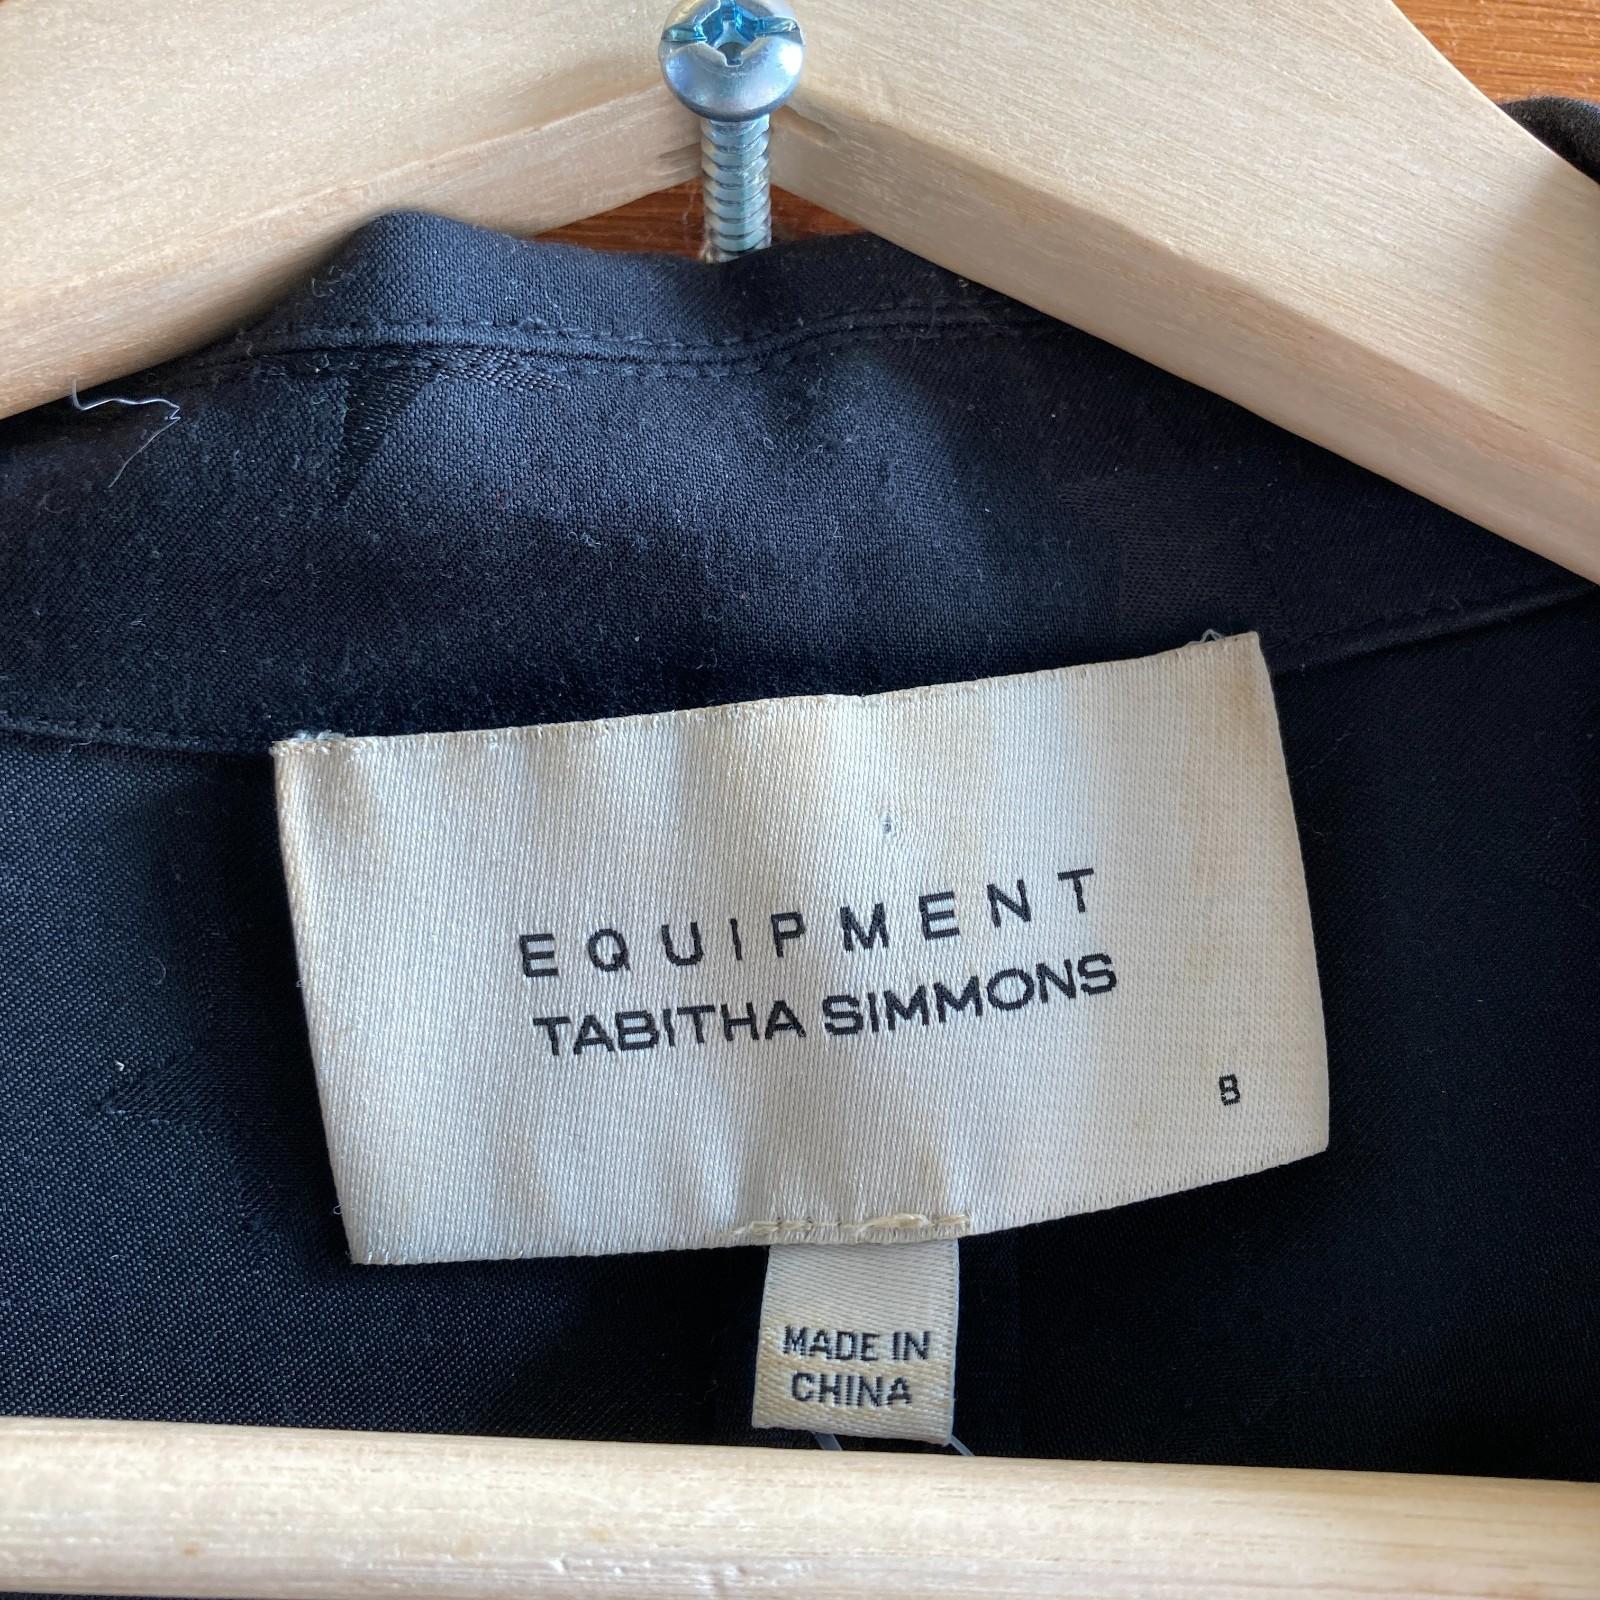 EQUIPMENT
TABITHA SIMMONS
8
MADE IN
CHINA